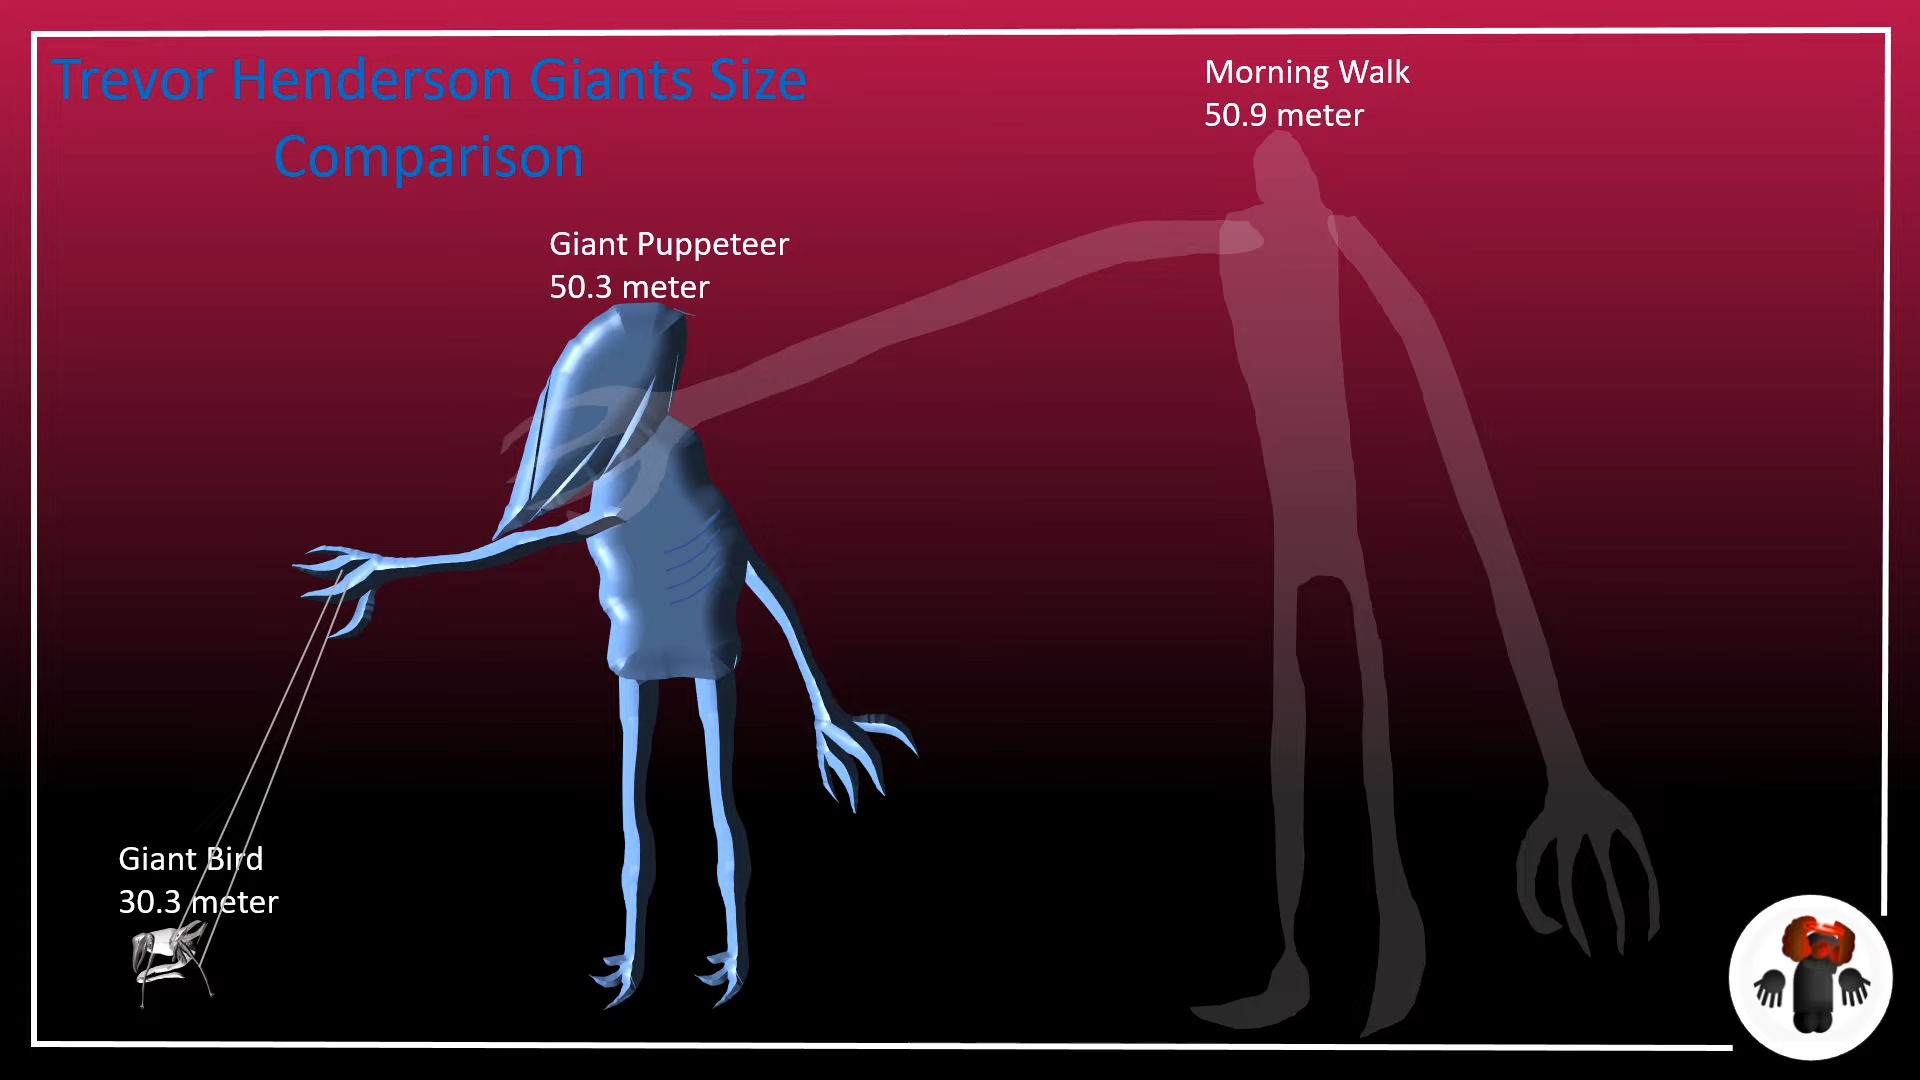 Trevor Henderson Giants Size
Comparison
Morning Walk
50.9 meter
Giant Puppeteer
50.3 meter
Giant Bird
30.3 meter